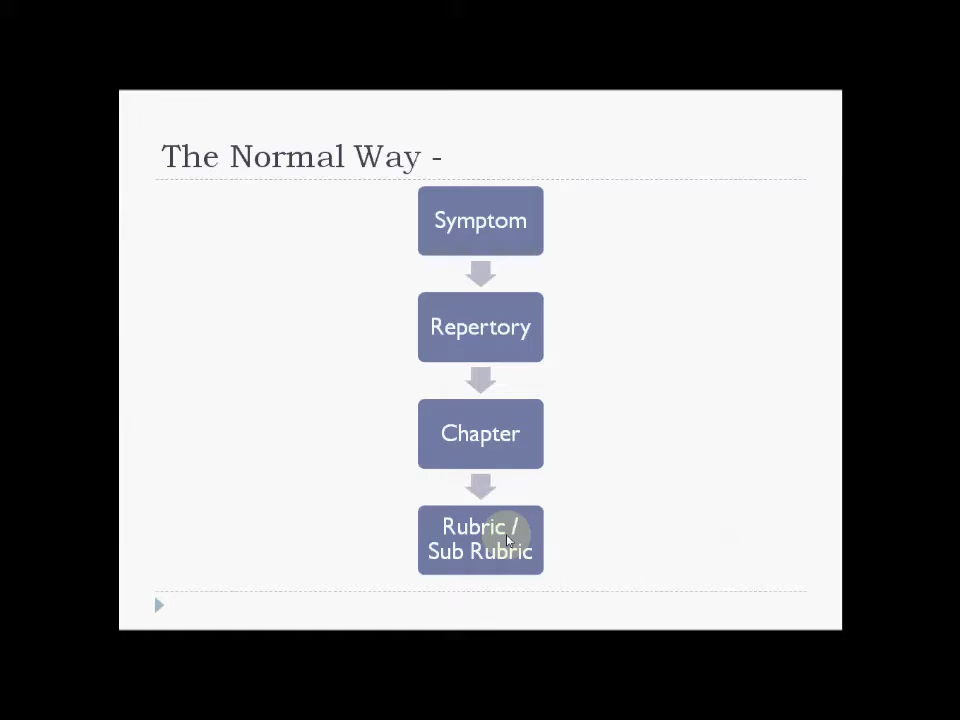 The Normal Way -
Symptom
Repertory
Chapter
Rubric /
Sub Rubric